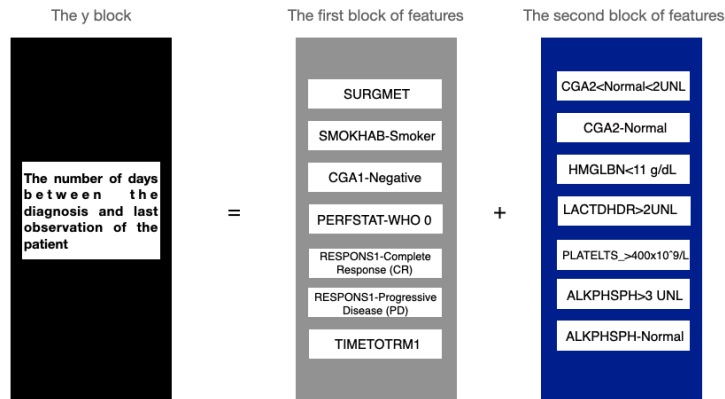 The y block
The first block of features
The second block of features
The number of days
between the
diagnosis and last
observation of the
patient
=
SURGMET
SMOKHAB-Smoker
CGA1-Negative
PERFSTAT-WHO 0
RESPONS1-Complete
Response (CR)
RESPONS1-Progressive
Disease (PD)
TIMETOTRM1
+
CGA2<Normal<2UNL
CGA2-Normal
HMGLBN<11 g/dL
LACTDHDR>2UNL
PLATELTS_>400x10^9/L
ALKPHSPH>3 UNL
ALKPHSPH-Normal